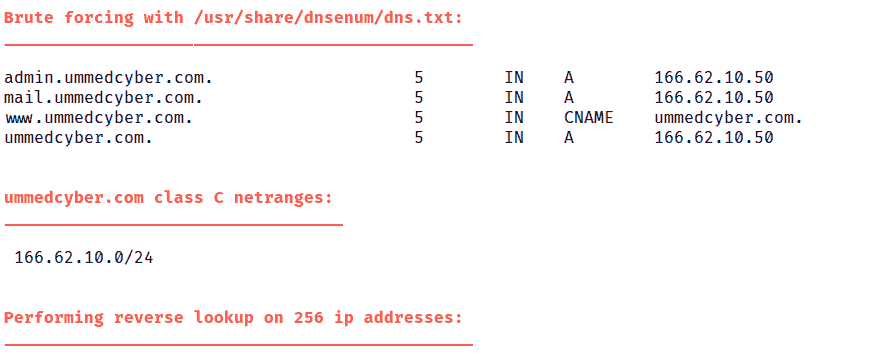 Brute forcing with /usr/share/dnsenum/dns.txt:
admin.ummedcyber.com. 5 IN A 166.62.10.50
mail.ummedcyber.com. 5 IN A 166.62.10.50
www.ummedcyber.com. 5 IN CNAME ummedcyber.com.
ummedcyber.com. 5 IN A 166.62.10.50
ummedcyber.com class C netranges:
166.62.10.0/24
Performing reverse lookup on 256 ip addresses: